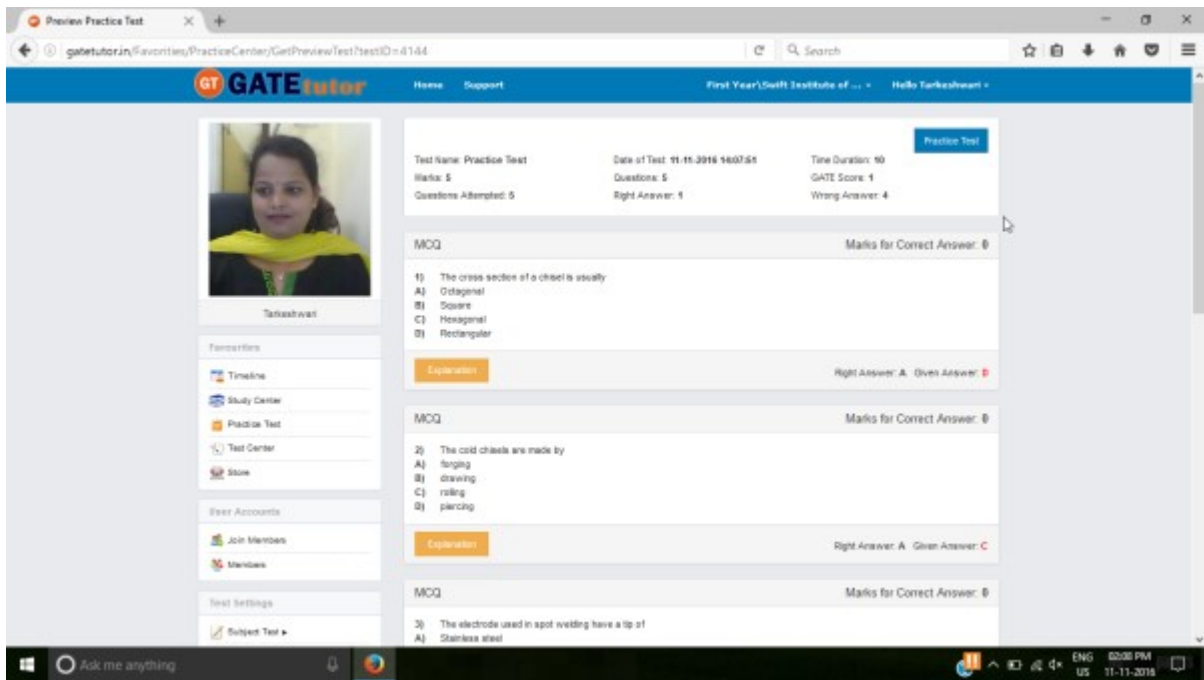 Preview Practice Test
gatetutor.in/Favorities/PracticeCenter/GetPreviewTest?testID=4144
Search
GT GATEtutor
Home Support First Year\Swift Institute of ... Hello Tarkeshwari
Practice Test
Test Name: Practice Test Date of Test: 11-11-2016 14:07:51 Time Duration: 10
Marks: 5 Questions: 5 GATE Score: 1
Questions Attempted: 5 Right Answer: 1 Wrong Answer: 4
Tarkeshwari
Favourities
Timeline
Study Center
Practice Test
Test Center
Store
User Accounts
Join Members
Members
Test Settings
Subject Test
MCQ Marks for Correct Answer: 0
1) The cross section of a chisel is usually
A) Octagonal
B) Square
C) Hexagonal
D) Rectangular
Explanation Right Answer: A Given Answer: D
MCQ Marks for Correct Answer: 0
2) The cold chisels are made by
A) forging
B) drawing
C) rolling
D) piercing
Explanation Right Answer: A Given Answer: C
MCQ Marks for Correct Answer: 0
3) The electrode used in spot welding have a tip of
A) Stainless steel
Ask me anything
ENG 02:08 PM
US 11-11-2016